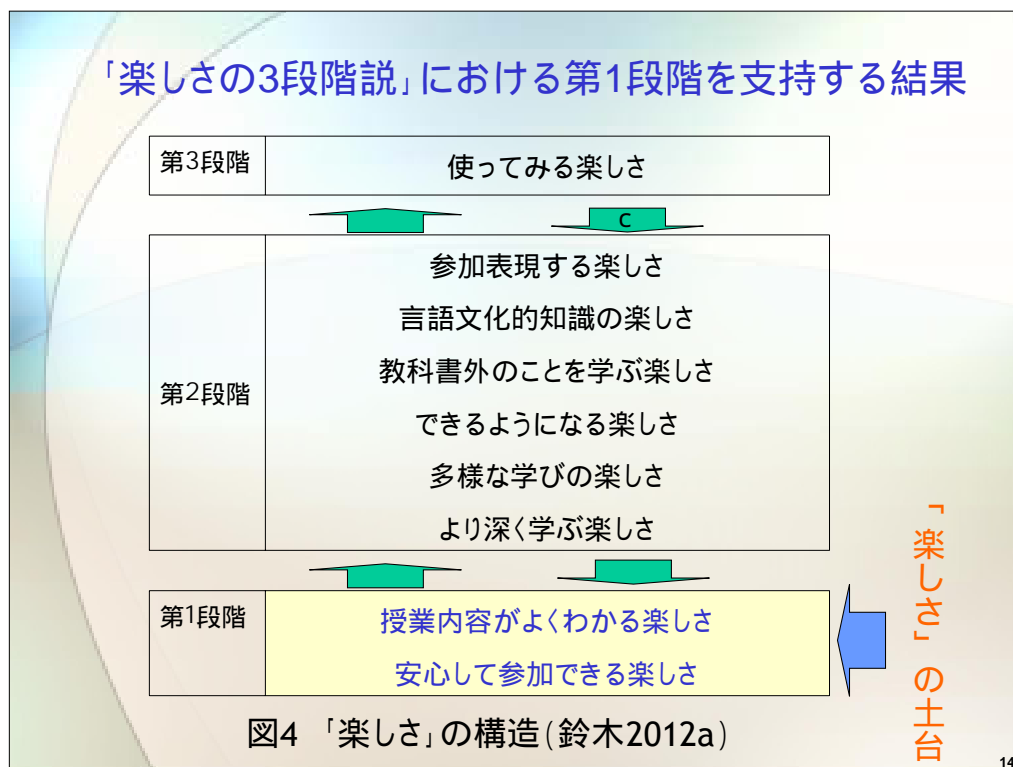 「楽しさの3段階説」における第1段階を支持する結果
第3段階
使ってみる楽しさ
C
第2段階
参加表現する楽しさ
言語文化的知識の楽しさ
教科書外のことを学ぶ楽しさ
できるようになる楽しさ
多様な学びの楽しさ
より深く学ぶ楽しさ
第1段階
授業内容がよくわかる楽しさ
安心して参加できる楽しさ
「楽しさ」の土台
図4 「楽しさ」の構造(鈴木2012a)
14